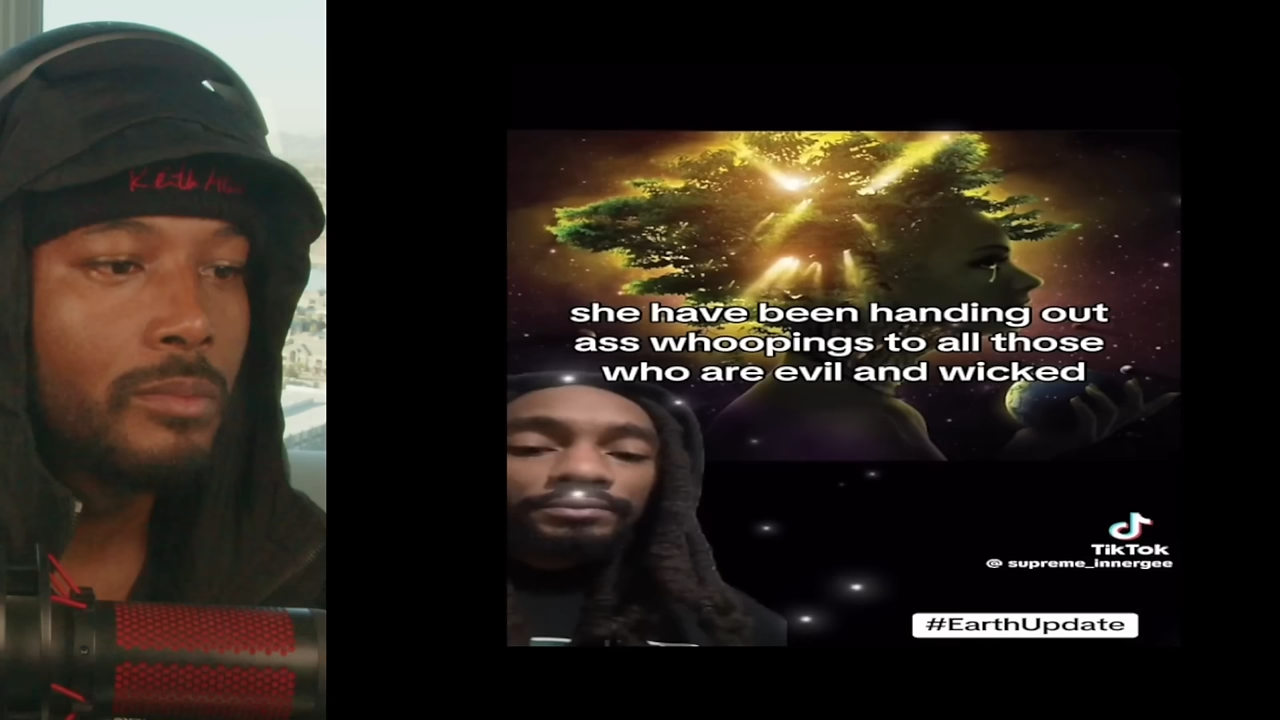 she have been handing out
ass whoopings to all those
who are evil and wicked
TikTok
@ supreme_innergee
#EarthUpdate